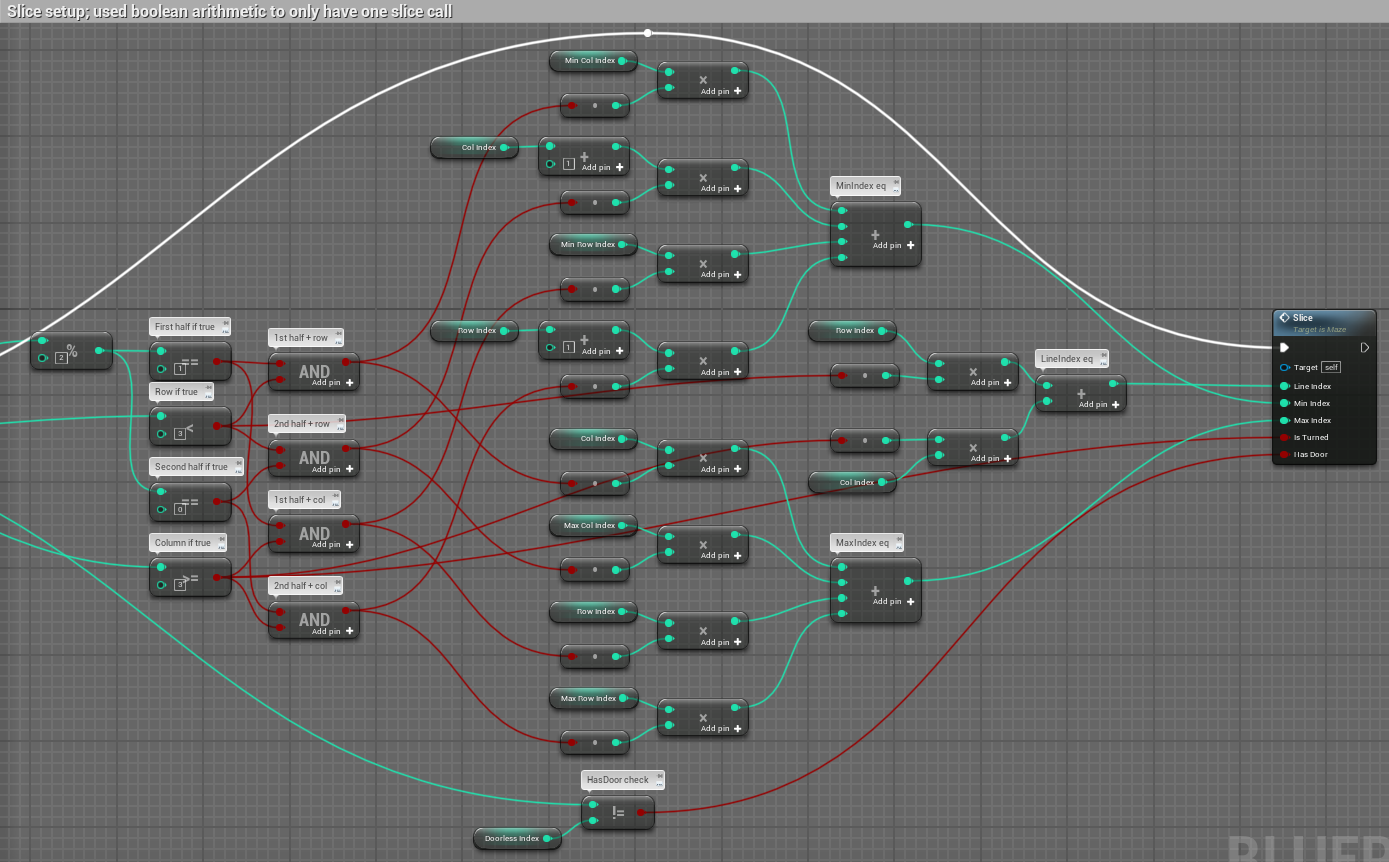 Slice setup; used boolean arithmetic to only have one slice call
Min Col Index
×
Add pin +
Col Index
+
1
Add pin +
×
Add pin +
MinIndex eq
+
Add pin +
Min Row Index
×
Add pin +
Row Index
+
1
Add pin +
×
Add pin +
First half if true
==
1
%
2
Row if true
<
3
Second half if true
==
0
Column if true
>=
3
1st half + row
AND
Add pin +
2nd half + row
AND
Add pin +
1st half + col
AND
Add pin +
2nd half + col
AND
Add pin +
Row Index
×
Add pin +
LineIndex eq
+
Add pin +
×
Add pin +
Col Index
Slice
Target is Maze
Target self
Line Index
Min Index
Max Index
Is Turned
Has Door
Col Index
×
Add pin +
Max Col Index
×
Add pin +
MaxIndex eq
+
Add pin +
Row Index
×
Add pin +
Max Row Index
×
Add pin +
HasDoor check
!=
Doorless Index